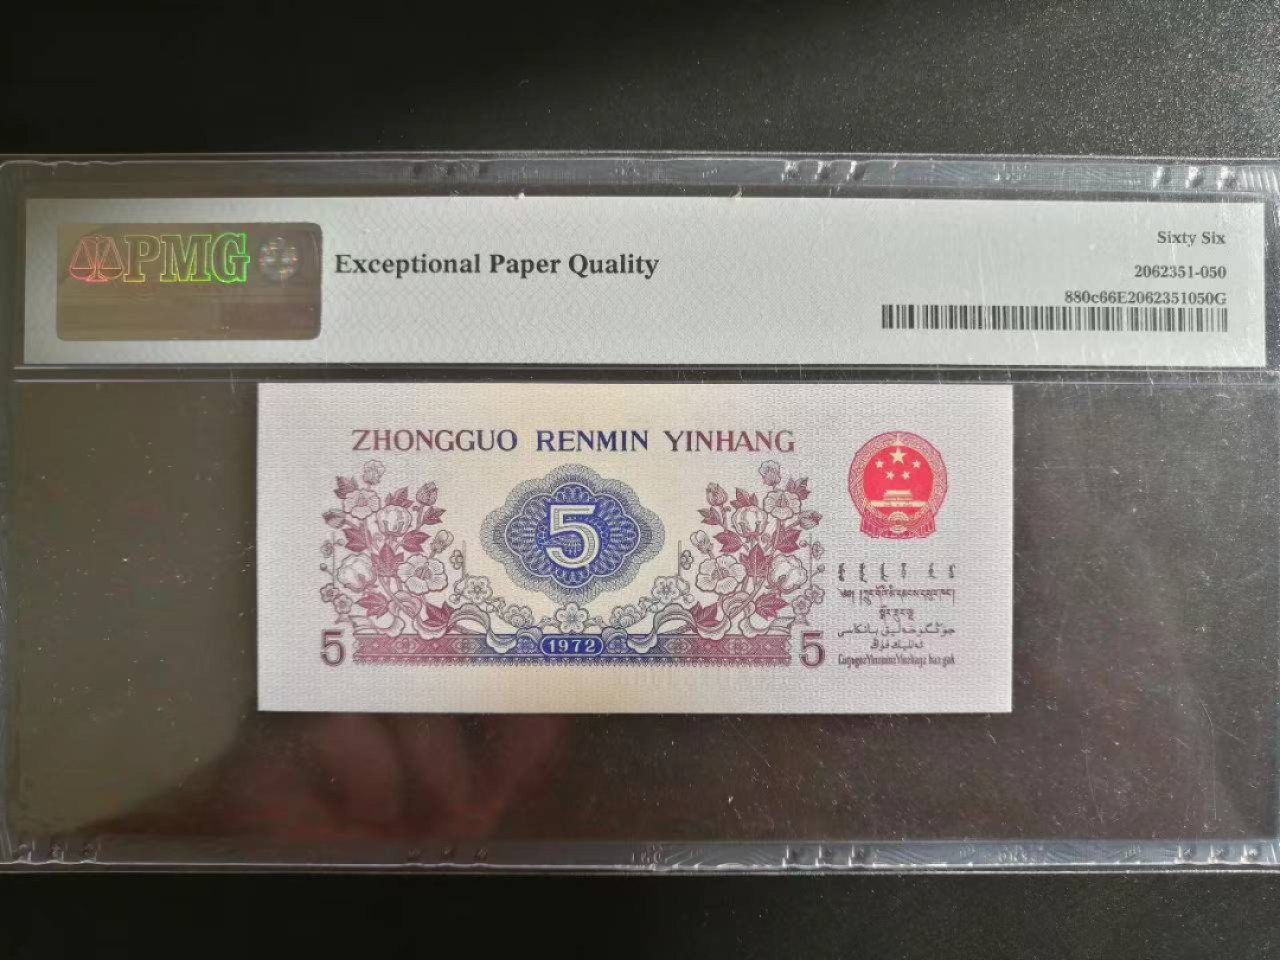 PMG
Exceptional Paper Quality
Sixty Six
2062351-050
880c66E2062351050G
ZHONGGUO RENMIN YINHANG
5
5
1972
5